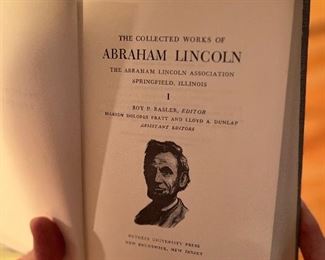 THE COLLECTED WORKS OF
ABRAHAM LINCOLN
THE ABRAHAM LINCOLN ASSOCIATION
SPRINGFIELD, ILLINOIS
I
ROY P. BASLER, EDITOR
MARION DOLORES PRATT AND LLOYD A. DUNLAP
ASSISTANT EDITORS
RUTGERS UNIVERSITY PRESS
NEW BRUNSWICK, NEW JERSEY